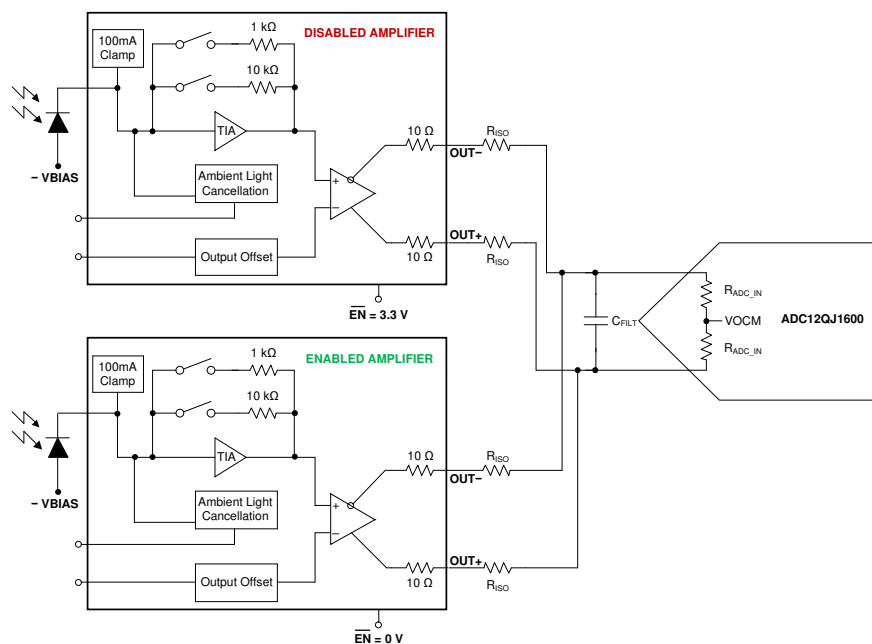 DISABLED AMPLIFIER
100mA
Clamp
1 kΩ
10 kΩ
TIA
− VBIAS
Ambient Light
Cancellation
Output Offset
+
−
10 Ω
OUT−
RISO
OUT+
10 Ω
RISO
EN = 3.3 V
CFILT
RADC_IN
VOCM
RADC_IN
ADC12QJ1600
ENABLED AMPLIFIER
100mA
Clamp
1 kΩ
10 kΩ
TIA
− VBIAS
Ambient Light
Cancellation
Output Offset
+
−
10 Ω
OUT−
RISO
OUT+
10 Ω
RISO
EN = 0 V